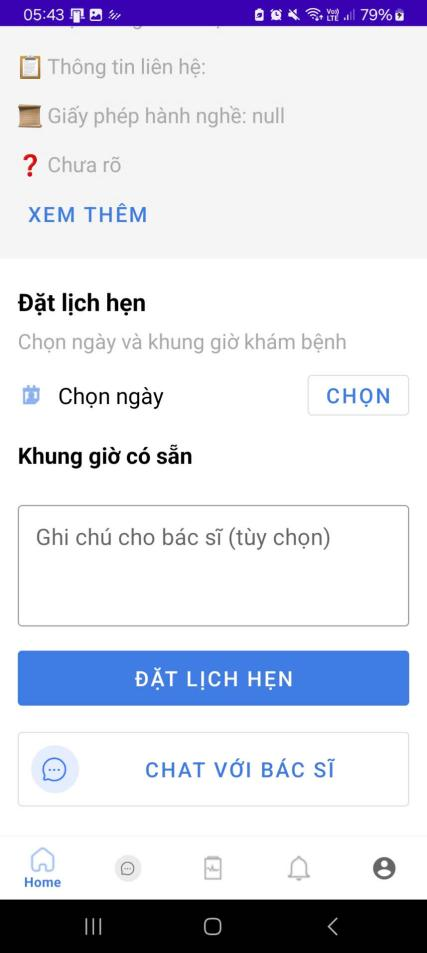 05:43
79%
Thông tin liên hệ:
Giấy phép hành nghề: null
Chưa rõ
XEM THÊM
Đặt lịch hẹn
Chọn ngày và khung giờ khám bệnh
Chọn ngày
CHỌN
Khung giờ có sẵn
Ghi chú cho bác sĩ (tùy chọn)
ĐẶT LỊCH HẸN
CHAT VỚI BÁC SĨ
Home